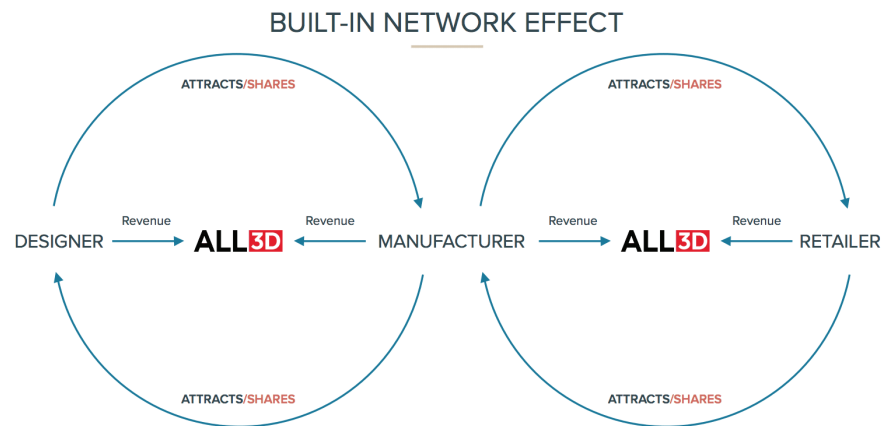 BUILT-IN NETWORK EFFECT
ATTRACTS/SHARES
ATTRACTS/SHARES
Revenue
Revenue
Revenue
Revenue
DESIGNER
ALL3D
MANUFACTURER
ALL3D
RETAILER
ATTRACTS/SHARES
ATTRACTS/SHARES